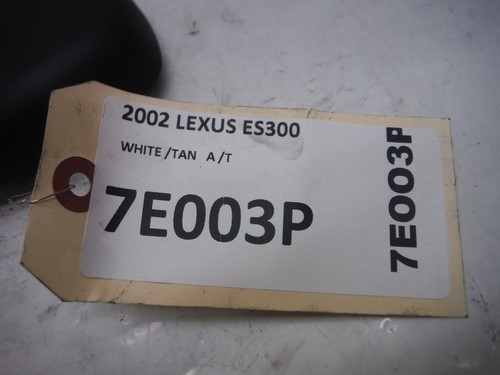 2002 LEXUS ES300
WHITE /TAN A /T
7E003P
7E003P